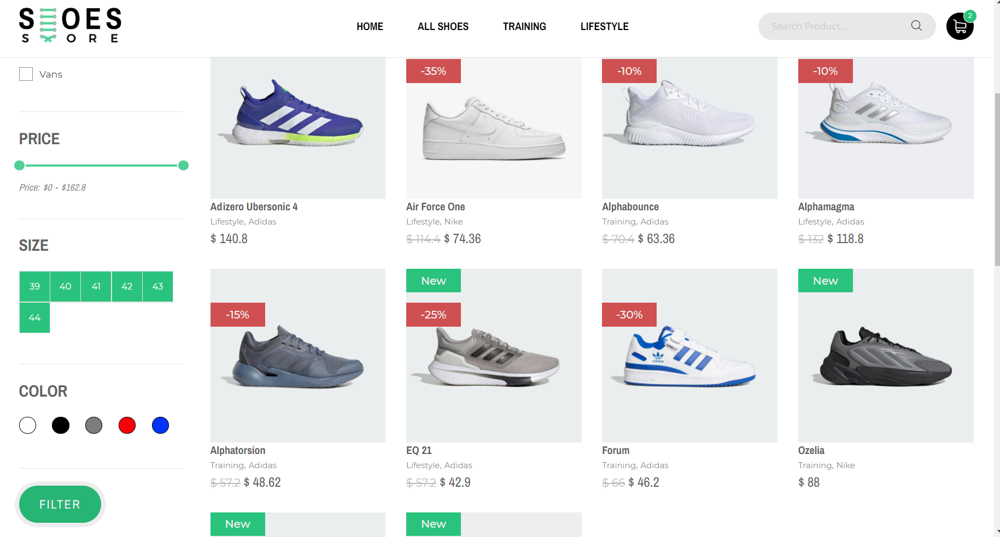 SHOES
STORE
HOME
ALL SHOES
TRAINING
LIFESTYLE
Search Product...
2
Vans
PRICE
Price: $0 - $162.8
SIZE
39
40
41
42
43
44
COLOR
FILTER
Adizero Ubersonic 4
Lifestyle, Adidas
$ 140.8
-35%
Air Force One
Lifestyle, Nike
$ 114.4 $ 74.36
-10%
Alphabounce
Training, Adidas
$ 70.4 $ 63.36
-10%
Alphamagma
Lifestyle, Adidas
$ 132 $ 118.8
-15%
Alphatorsion
Training, Adidas
$ 57.2 $ 48.62
New
-25%
EQ 21
Lifestyle, Adidas
$ 57.2 $ 42.9
-30%
adidas
Forum
Training, Adidas
$ 66 $ 46.2
New
Ozelia
Training, Nike
$ 88
New
New